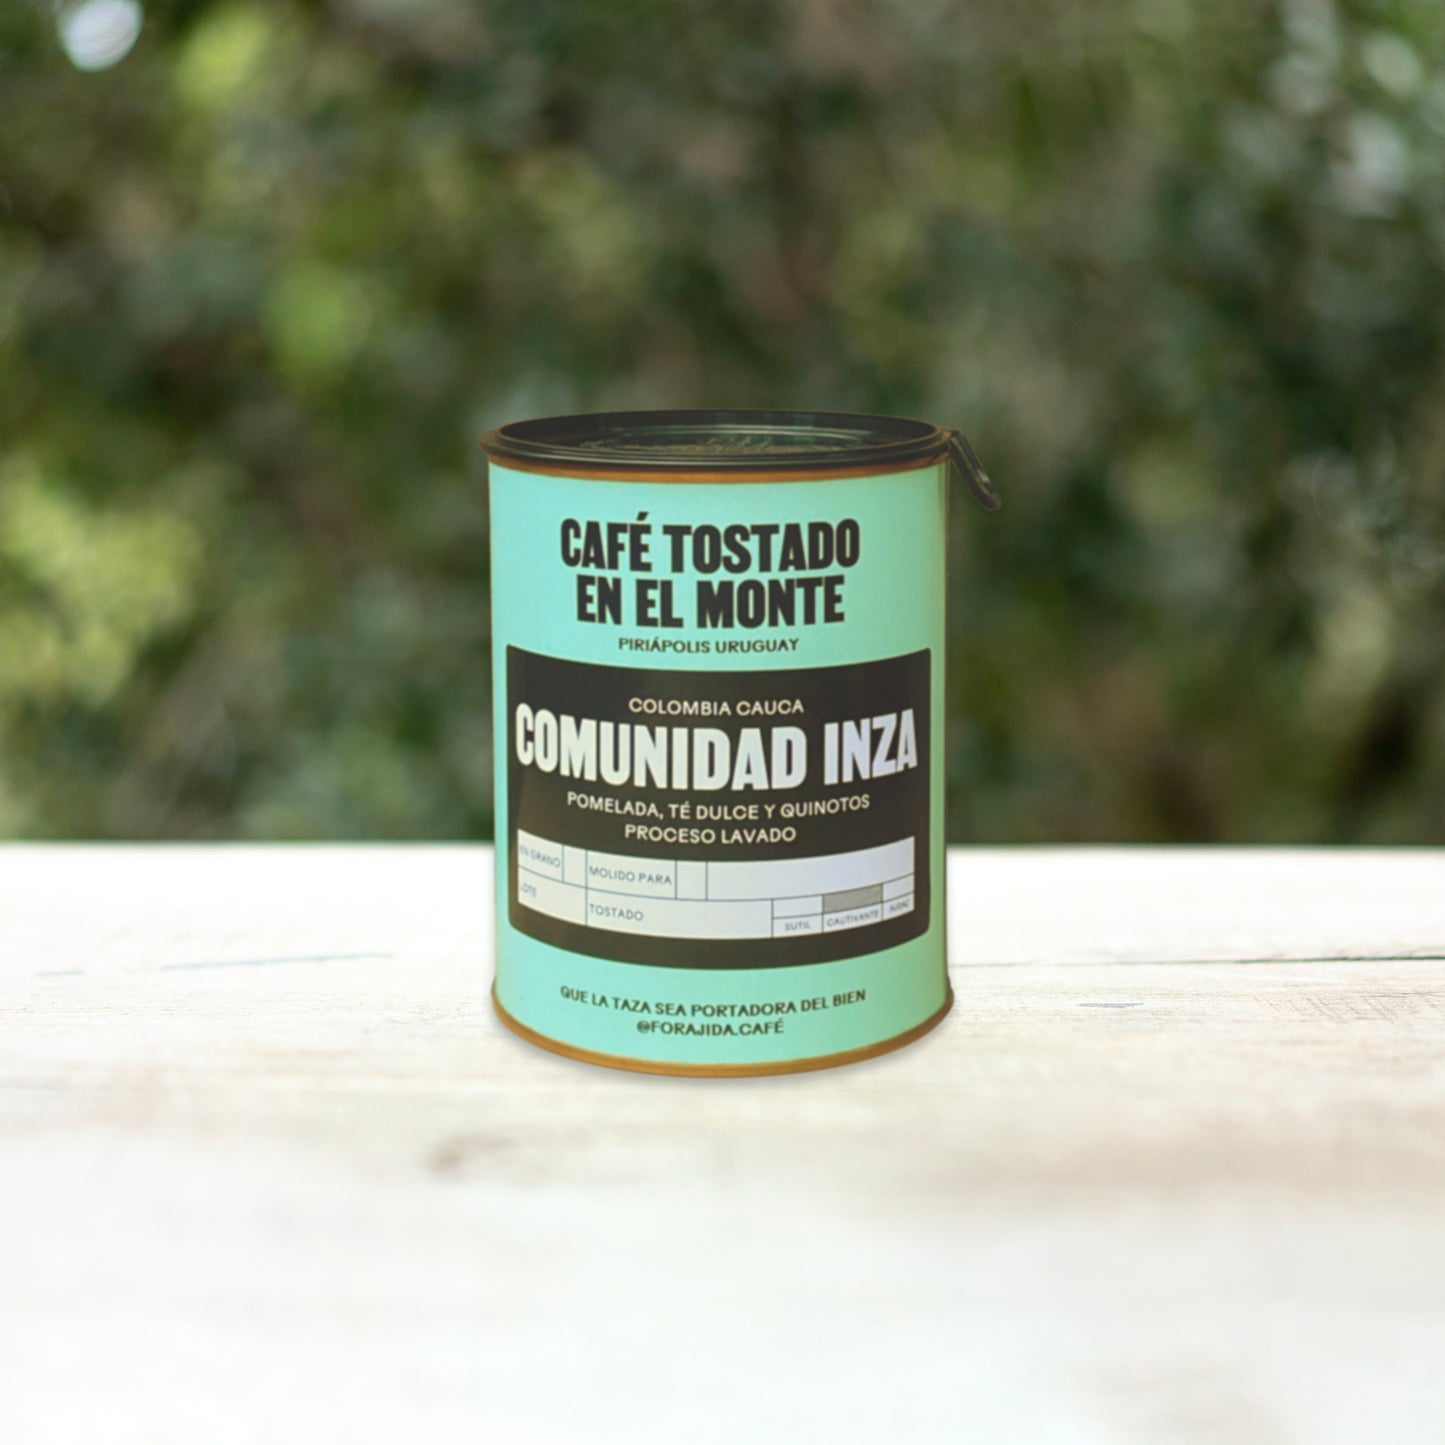 CAFÉ TOSTADO
EN EL MONTE
PIRIÁPOLIS URUGUAY
COLOMBIA CAUCA
COMUNIDAD INZA
POMELADA, TÉ DULCE Y QUINOTOS
PROCESO LAVADO
EN GRANO MOLIDO PARA
LOTE TOSTADO SUTIL CAUTIVANTE AUDAZ
QUE LA TAZA SEA PORTADORA DEL BIEN
@FORAJIDA.CAFÉ